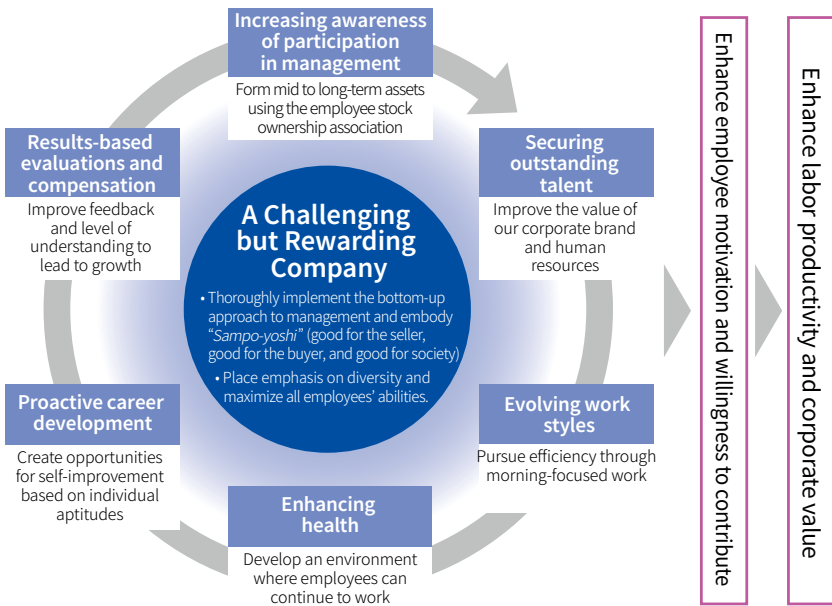 Increasing awareness
of participation
in management
Form mid to long-term assets
using the employee stock
ownership association
Securing
outstanding
talent
Improve the value of
our corporate brand
and human
resources
Evolving work
styles
Pursue efficiency through
morning-focused work
Enhancing
health
Develop an environment
where employees can
continue to work
Proactive career
development
Create opportunities
for self-improvement
based on individual
aptitudes
Results-based
evaluations and
compensation
Improve feedback
and level of
understanding to
lead to growth
A Challenging
but Rewarding
Company
• Thoroughly implement the bottom-up
approach to management and embody
“Sampo-yoshi” (good for the seller,
good for the buyer, and good for society)
• Place emphasis on diversity and
maximize all employees’ abilities.
Enhance employee motivation and willingness to contribute
Enhance labor productivity and corporate value